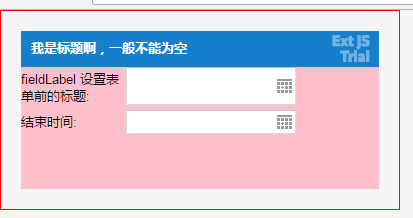 我是标题啊，一般不能为空
Ext JS
Trial
fieldLabel 设置表
单前的标题:
结束时间: